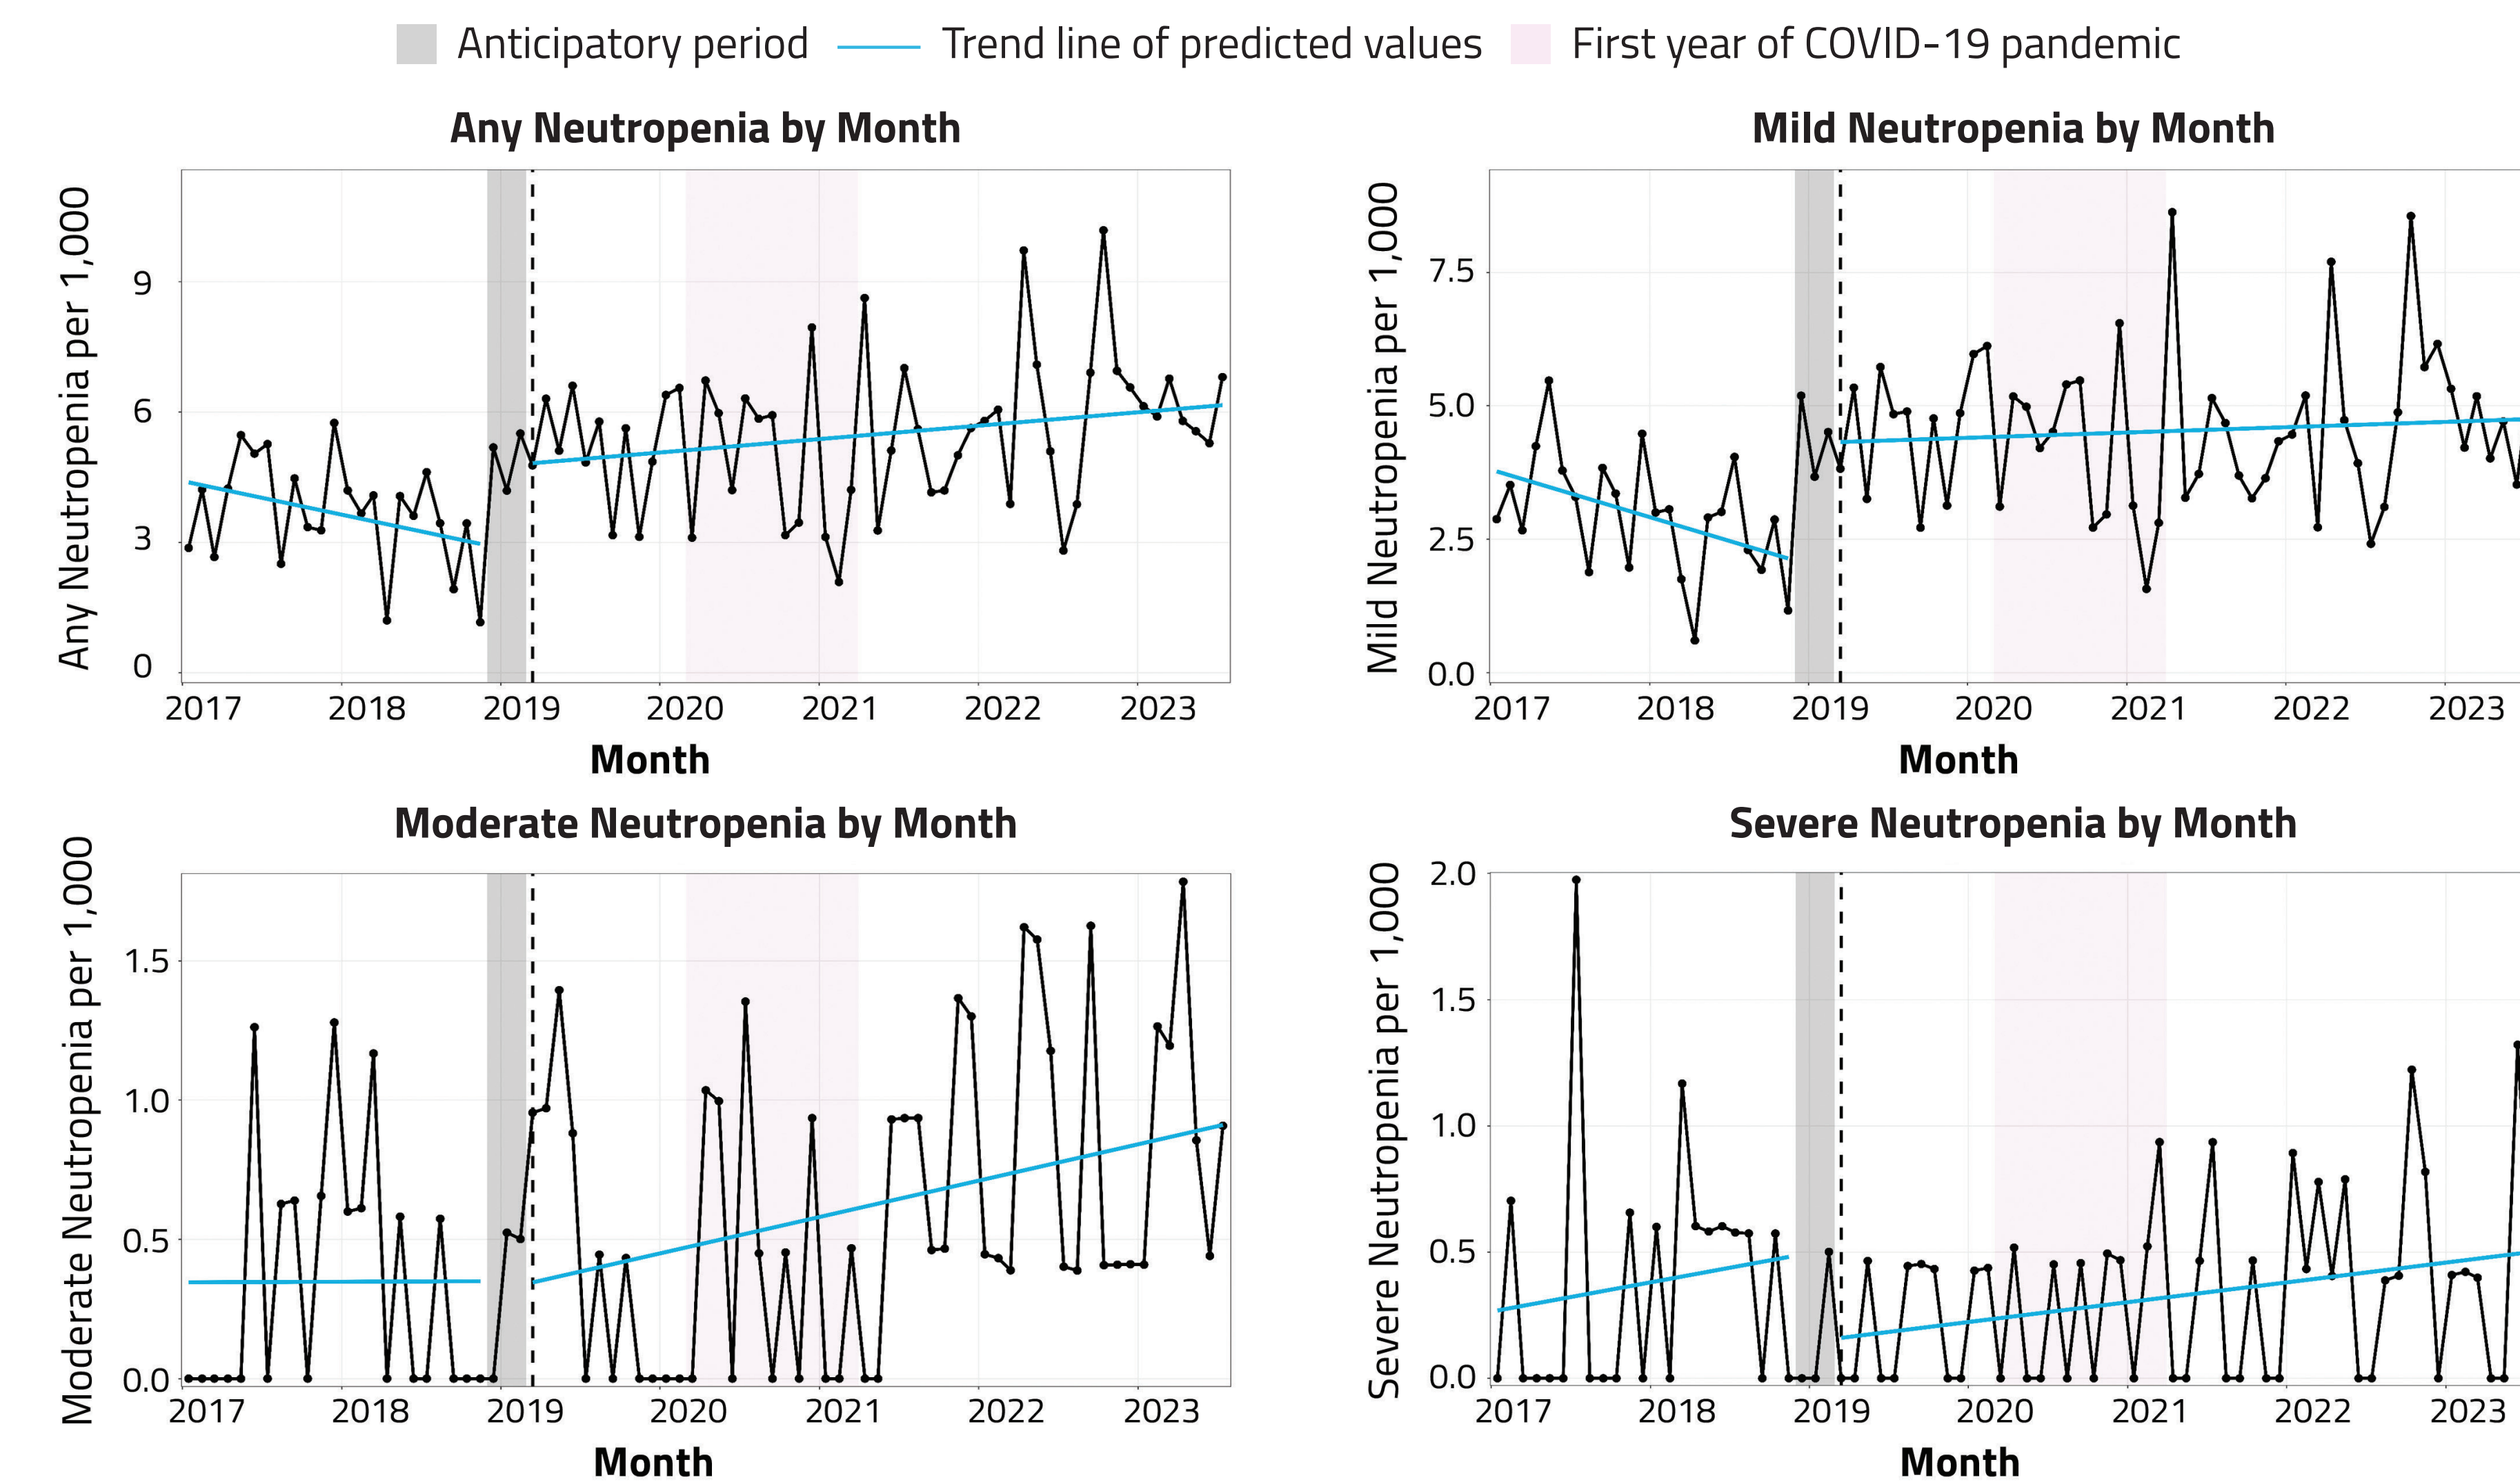 Anticipatory period Trend line of predicted values First year of COVID-19 pandemic
Any Neutropenia by Month
Any Neutropenia per 1,000
9
6
3
0
2017 2018 2019 2020 2021 2022 2023
Month
Mild Neutropenia by Month
Mild Neutropenia per 1,000
7.5
5.0
2.5
0.0
2017 2018 2019 2020 2021 2022 2023
Month
Moderate Neutropenia by Month
Moderate Neutropenia per 1,000
1.5
1.0
0.5
0.0
2017 2018 2019 2020 2021 2022 2023
Month
Severe Neutropenia by Month
Severe Neutropenia per 1,000
2.0
1.5
1.0
0.5
0.0
2017 2018 2019 2020 2021 2022 2023
Month